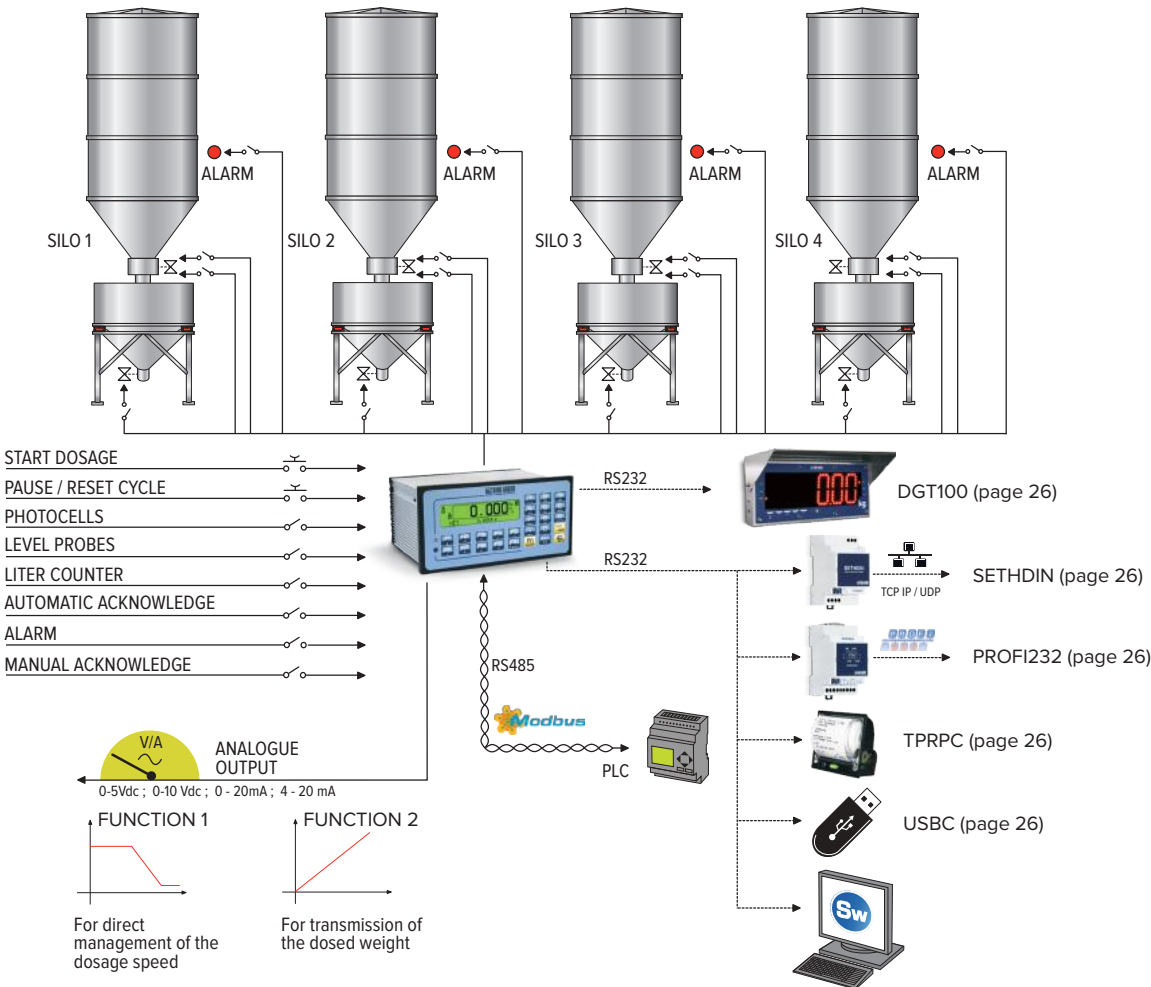 ALARM
ALARM
ALARM
ALARM
SILO 1
SILO 2
SILO 3
SILO 4
START DOSAGE
PAUSE / RESET CYCLE
PHOTOCELLS
LEVEL PROBES
LITER COUNTER
AUTOMATIC ACKNOWLEDGE
ALARM
MANUAL ACKNOWLEDGE
0.000
RS232
0.00
kg
DGT100 (page 26)
RS232
SETHDIN
TCP IP / UDP
SETHDIN (page 26)
PROFI232 (page 26)
RS485
Modbus
PLC
TPRPC (page 26)
USBC (page 26)
Sw
V/A
ANALOGUE
OUTPUT
0-5Vdc ; 0-10 Vdc ; 0 - 20mA ; 4 - 20 mA
FUNCTION 1
For direct
management of the
dosage speed
FUNCTION 2
For transmission of
the dosed weight